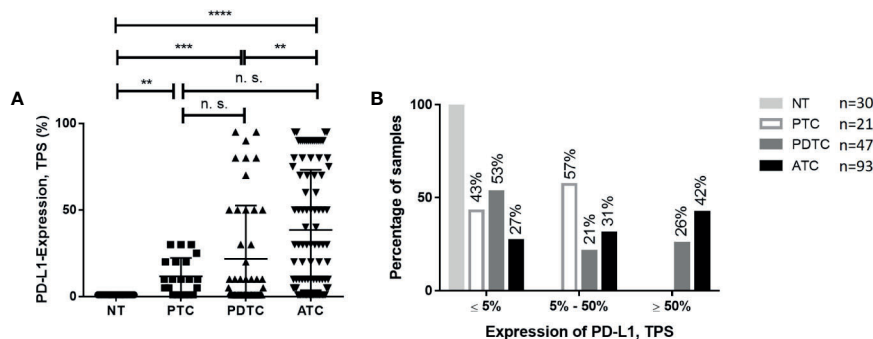 A
****
***
**
**
n. s.
n. s.
PD-L1-Expression, TPS (%)
100
50
0
NT
PTC
PDTC
ATC
B
Percentage of samples
100
50
0
43%
53%
27%
57%
21%
31%
26%
42%
≤ 5%
5% - 50%
≥ 50%
Expression of PD-L1, TPS
NT n=30
PTC n=21
PDTC n=47
ATC n=93